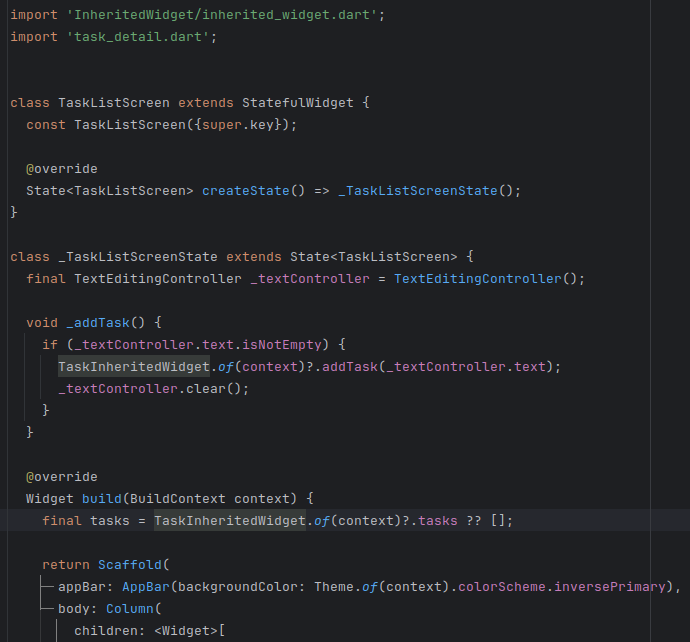 import 'InheritedWidget/inherited_widget.dart';
import 'task_detail.dart';
class TaskListScreen extends StatefulWidget {
const TaskListScreen({super.key});
@override
State<TaskListScreen> createState() => _TaskListScreenState();
}
class _TaskListScreenState extends State<TaskListScreen> {
final TextEditingController _textController = TextEditingController();
void _addTask() {
if (_textController.text.isNotEmpty) {
TaskInheritedWidget.of(context)?.addTask(_textController.text);
_textController.clear();
}
}
@override
Widget build(BuildContext context) {
final tasks = TaskInheritedWidget.of(context)?.tasks ?? [];
return Scaffold(
appBar: AppBar(backgroundColor: Theme.of(context).colorScheme.inversePrimary),
body: Column(
children: <Widget>[